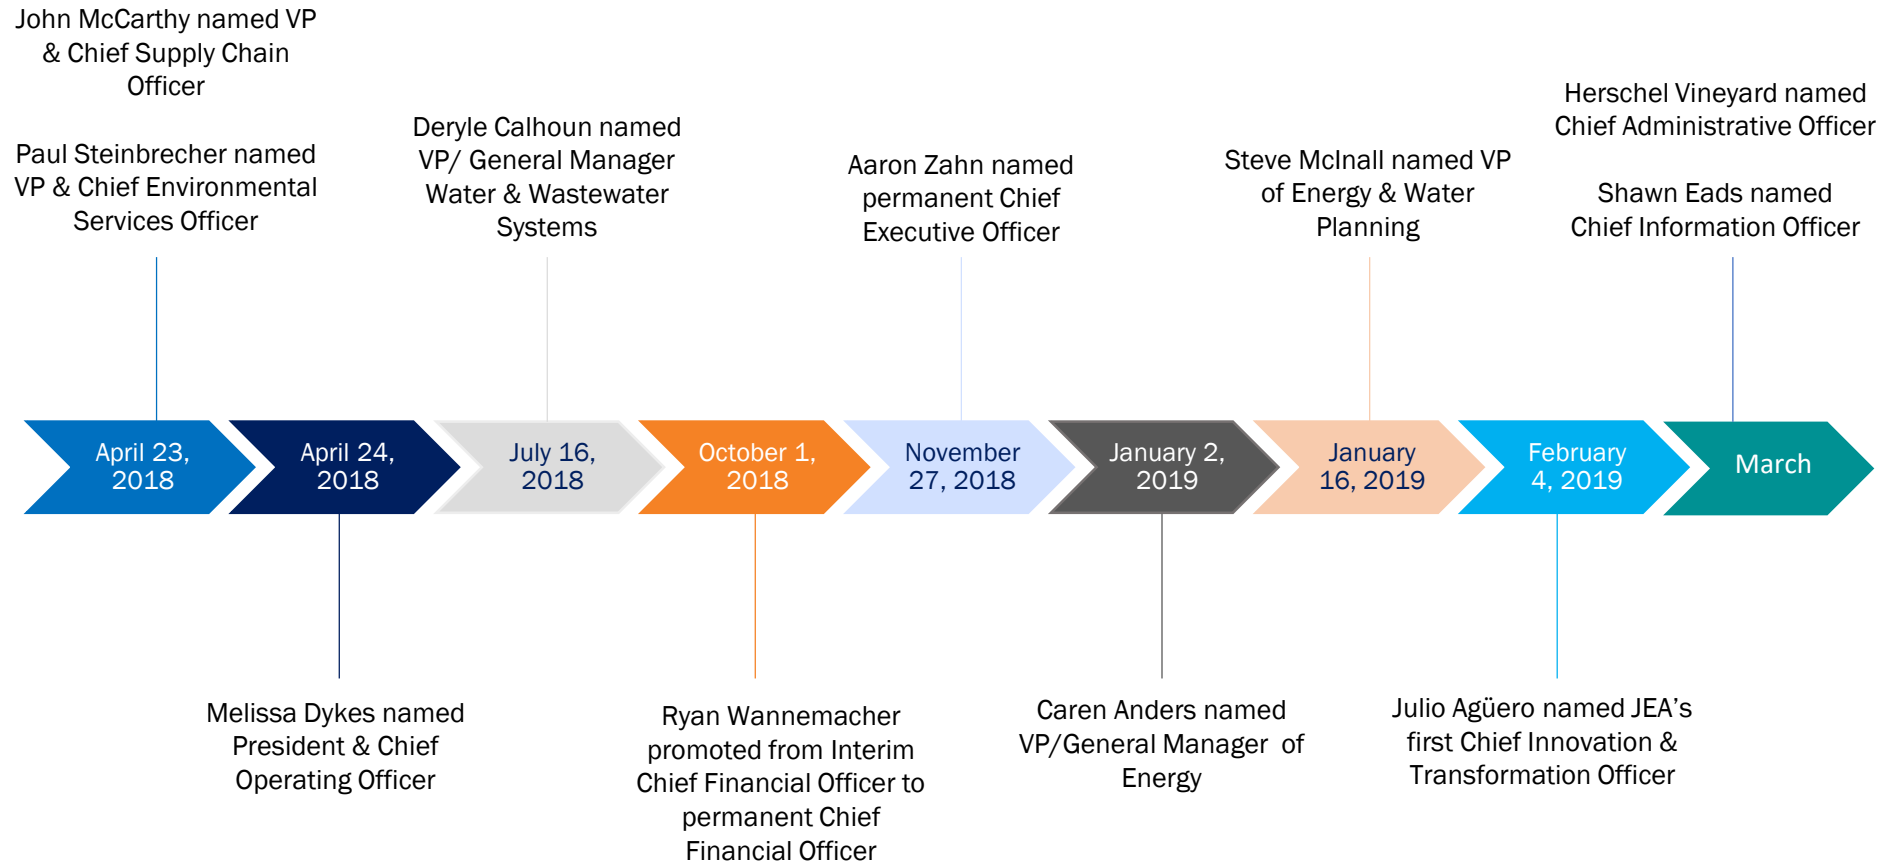 John McCarthy named VP
& Chief Supply Chain
Officer
Paul Steinbrecher named
VP & Chief Environmental
Services Officer
Deryle Calhoun named
VP/ General Manager
Water & Wastewater
Systems
Aaron Zahn named
permanent Chief
Executive Officer
Steve McInall named VP
of Energy & Water
Planning
Herschel Vineyard named
Chief Administrative Officer
Shawn Eads named
Chief Information Officer
April 23,
2018
April 24,
2018
July 16,
2018
October 1,
2018
November
27, 2018
January 2,
2019
January
16, 2019
February
4, 2019
March
Melissa Dykes named
President & Chief
Operating Officer
Ryan Wannemacher
promoted from Interim
Chief Financial Officer to
permanent Chief
Financial Officer
Caren Anders named
VP/General Manager of
Energy
Julio Agüero named JEA’s
first Chief Innovation &
Transformation Officer